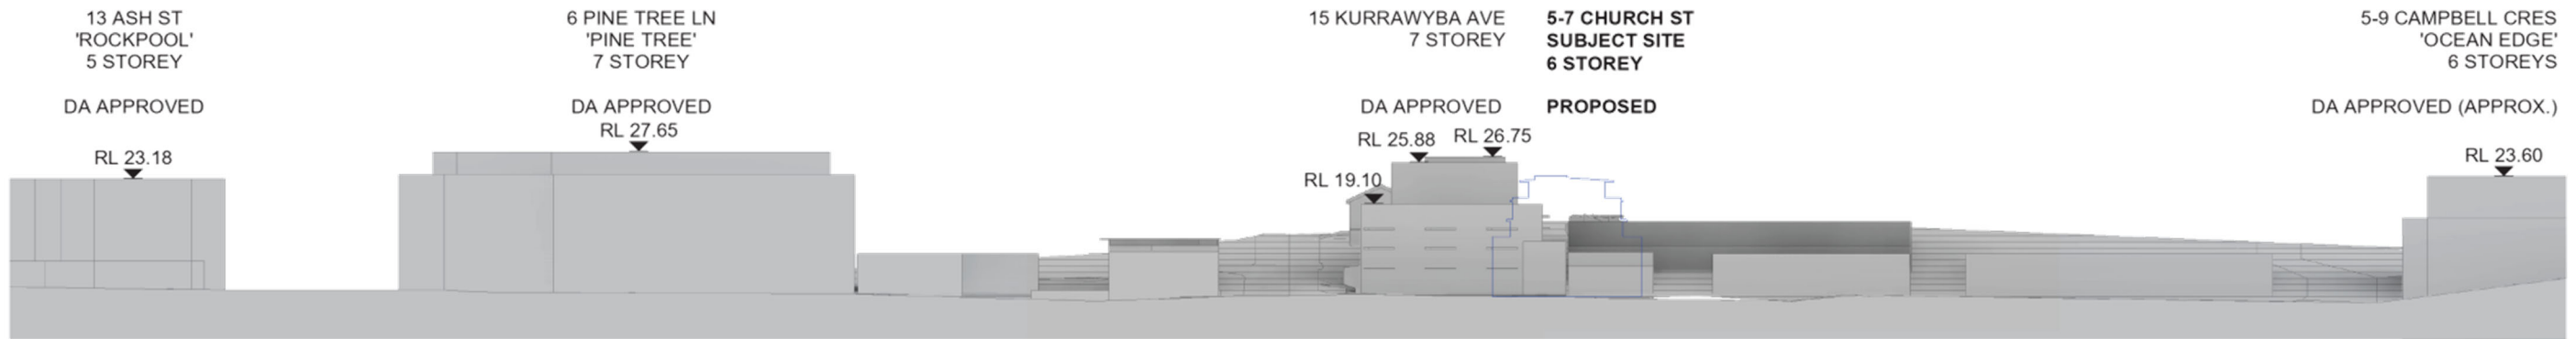 13 ASH ST
'ROCKPOOL'
5 STOREY
DA APPROVED
RL 23.18
6 PINE TREE LN
'PINE TREE'
7 STOREY
DA APPROVED
RL 27.65
15 KURRAWYBA AVE
7 STOREY
DA APPROVED
RL 25.88
RL 26.75
RL 19.10
5-7 CHURCH ST
SUBJECT SITE
6 STOREY
PROPOSED
5-9 CAMPBELL CRES
'OCEAN EDGE'
6 STOREYS
DA APPROVED (APPROX.)
RL 23.60